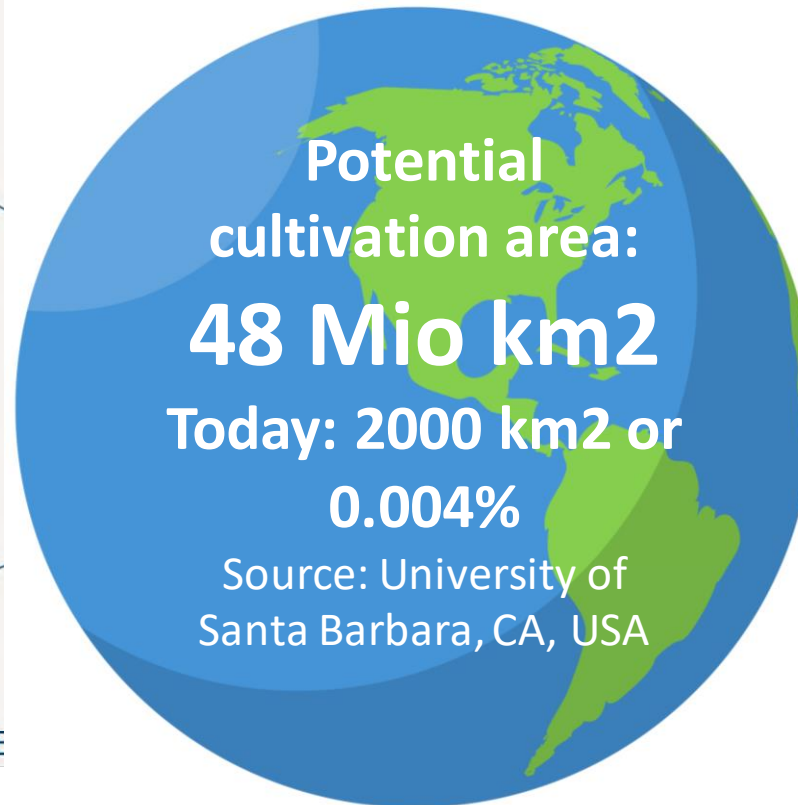 Potential
cultivation area:
48 Mio km2
Today: 2000 km2 or
0.004%
Source: University of
Santa Barbara, CA, USA